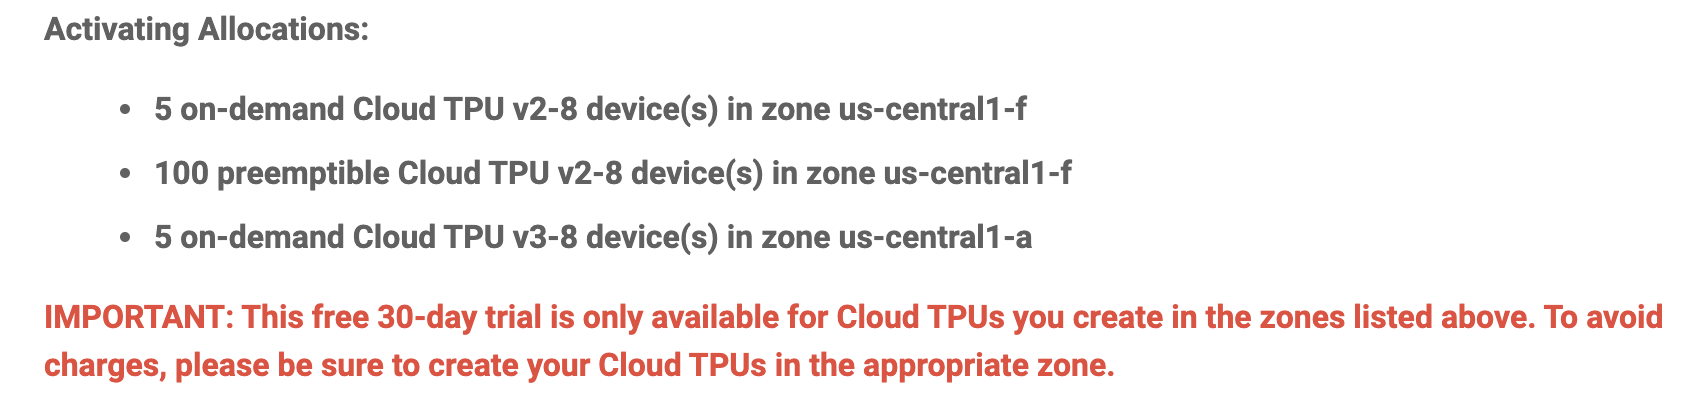 Activating Allocations:
• 5 on-demand Cloud TPU v2-8 device(s) in zone us-central1-f
• 100 preemptible Cloud TPU v2-8 device(s) in zone us-central1-f
• 5 on-demand Cloud TPU v3-8 device(s) in zone us-central1-a
IMPORTANT: This free 30-day trial is only available for Cloud TPUs you create in the zones listed above. To avoid
charges, please be sure to create your Cloud TPUs in the appropriate zone.